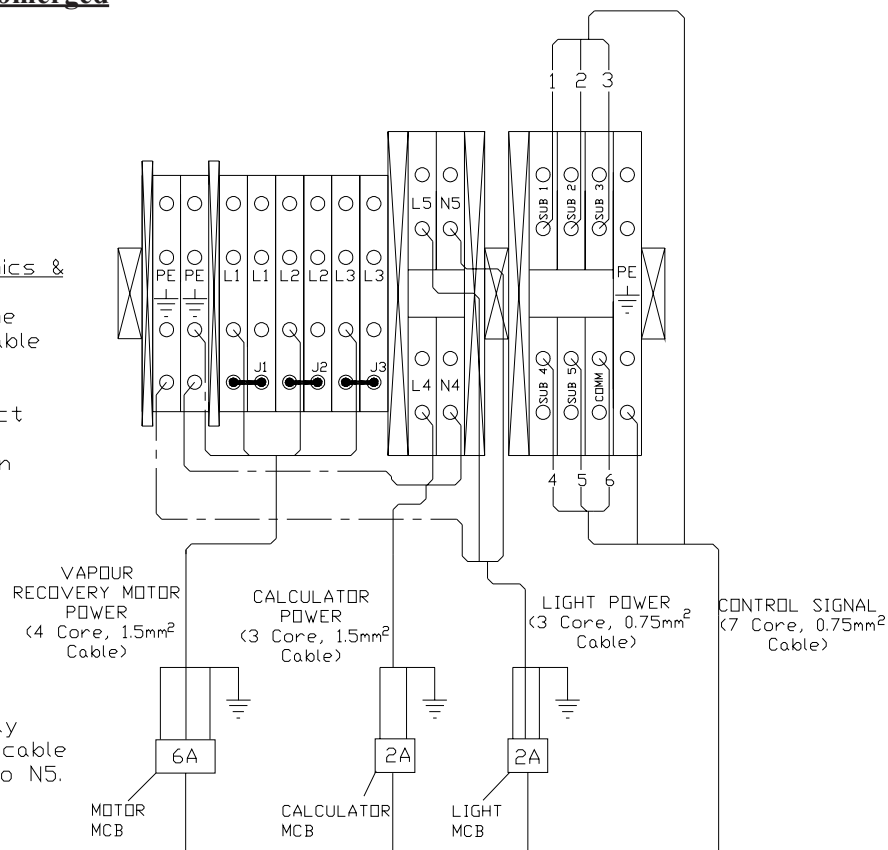 omerged
1 2 3
SUB 1 SUB 2 SUB 3
L5 N5
ics &
PE PE L1 L1 L2 L2 L3 L3
PE
e
able
J1 J2 J3
L4 N4
SUB 4 SUB 5 COMM
ct
n
4 5 6
VAPOUR
RECOVERY MOTOR
POWER
(4 Core, 1.5mm²
Cable)
CALCULATOR
POWER
(3 Core, 1.5mm²
Cable)
LIGHT POWER
(3 Core, 0.75mm²
Cable)
CONTROL SIGNAL
(7 Core, 0.75mm²
Cable)
y
cable
o N5.
6A
2A
2A
MOTOR
MCB
CALCULATOR
MCB
LIGHT
MCB